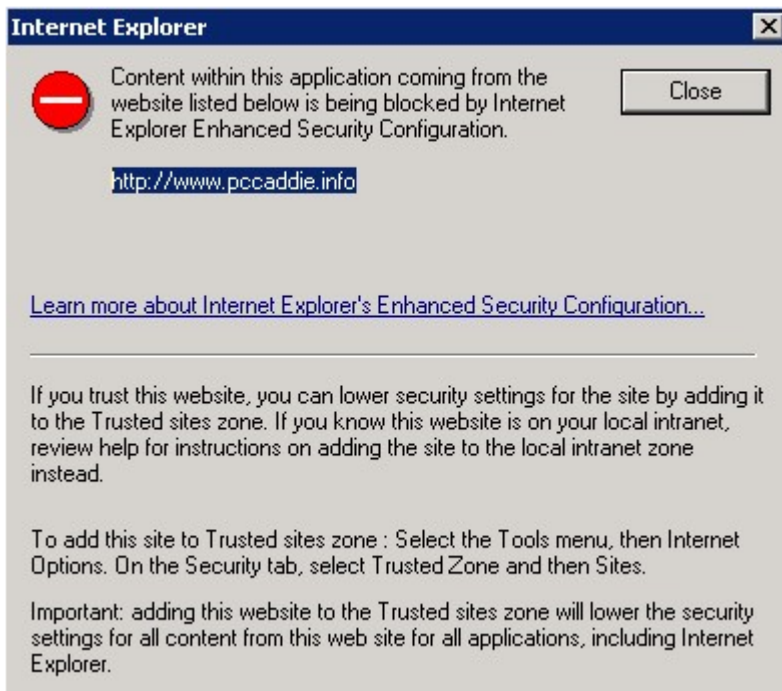 Internet Explorer
Content within this application coming from the
website listed below is being blocked by Internet
Explorer Enhanced Security Configuration.
Close
http://www.pccaddie.info
Learn more about Internet Explorer's Enhanced Security Configuration...
If you trust this website, you can lower security settings for the site by adding it
to the Trusted sites zone. If you know this website is on your local intranet,
review help for instructions on adding the site to the local intranet zone
instead.
To add this site to Trusted sites zone : Select the Tools menu, then Internet
Options. On the Security tab, select Trusted Zone and then Sites.
Important: adding this website to the Trusted sites zone will lower the security
settings for all content from this web site for all applications, including Internet
Explorer.